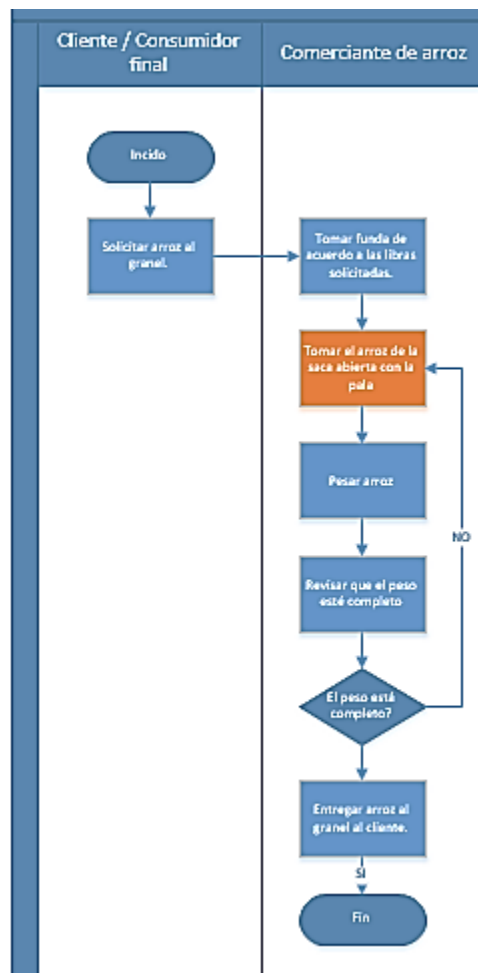 Cliente / Consumidor
final
Comerciante de arroz
Incido
Solicitar arroz al
granel.
Tomar funda de
acuerdo a las libras
solicitadas.
Tomar el arroz de la
saca abierta con la
pala
Pesar arroz
NO
Revisar que el peso
esté completo
El peso está
completo?
Entregar arroz al
granel al cliente.
SI
Fin